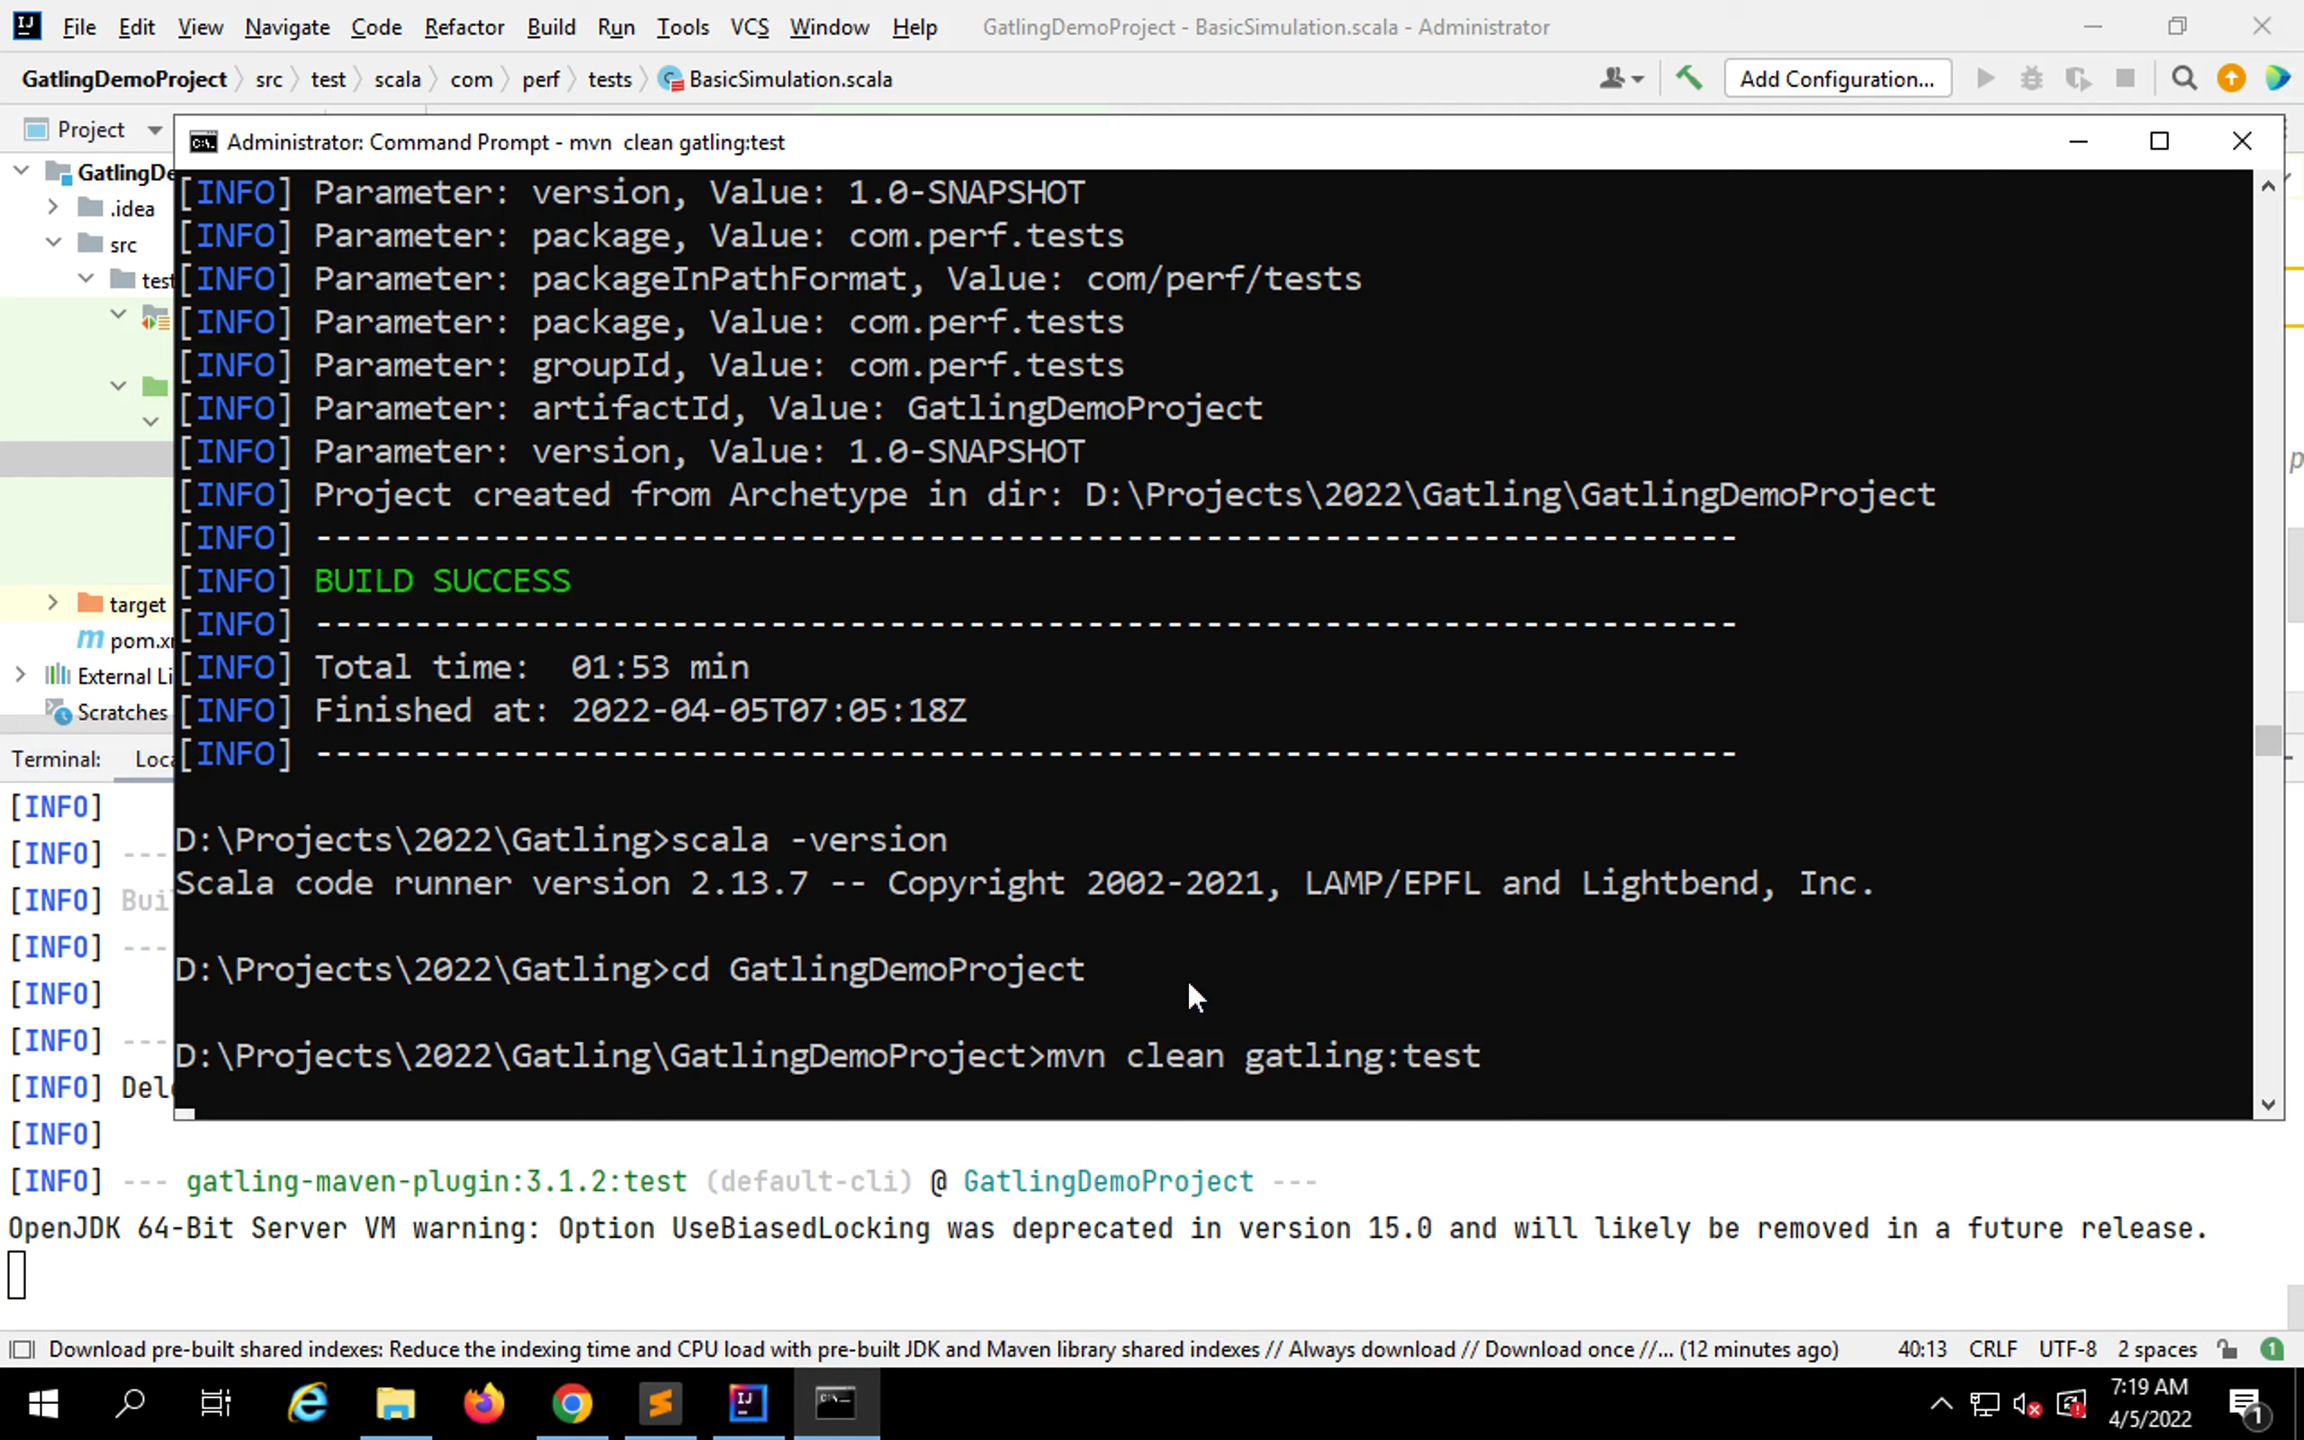 File Edit View Navigate Code Refactor Build Run Tools VCS Window Help GatlingDemoProject - BasicSimulation.scala - Administrator
GatlingDemoProject src test scala com perf tests BasicSimulation.scala Add Configuration...
Project
Administrator: Command Prompt - mvn clean gatling:test
GatlingDe
.idea
src
test
target
pom.x
External Li
Scratches
[INFO] Parameter: version, Value: 1.0-SNAPSHOT
[INFO] Parameter: package, Value: com.perf.tests
[INFO] Parameter: packageInPathFormat, Value: com/perf/tests
[INFO] Parameter: package, Value: com.perf.tests
[INFO] Parameter: groupId, Value: com.perf.tests
[INFO] Parameter: artifactId, Value: GatlingDemoProject
[INFO] Parameter: version, Value: 1.0-SNAPSHOT
[INFO] Project created from Archetype in dir: D:\Projects\2022\Gatling\GatlingDemoProject
[INFO] ------------------------------------------------------------------------
[INFO] BUILD SUCCESS
[INFO] ------------------------------------------------------------------------
[INFO] Total time:  01:53 min
[INFO] Finished at: 2022-04-05T07:05:18Z
[INFO] ------------------------------------------------------------------------
D:\Projects\2022\Gatling>scala -version
Scala code runner version 2.13.7 -- Copyright 2002-2021, LAMP/EPFL and Lightbend, Inc.
D:\Projects\2022\Gatling>cd GatlingDemoProject
D:\Projects\2022\Gatling\GatlingDemoProject>mvn clean gatling:test
Terminal: Loca
[INFO]
[INFO] ---
[INFO] Bui
[INFO] ---
[INFO]
[INFO] ---
[INFO] Dele
[INFO]
[INFO] --- gatling-maven-plugin:3.1.2:test (default-cli) @ GatlingDemoProject ---
OpenJDK 64-Bit Server VM warning: Option UseBiasedLocking was deprecated in version 15.0 and will likely be removed in a future release.
Download pre-built shared indexes: Reduce the indexing time and CPU load with pre-built JDK and Maven library shared indexes // Always download // Download once //... (12 minutes ago) 40:13 CRLF UTF-8 2 spaces 1
7:19 AM
4/5/2022
1